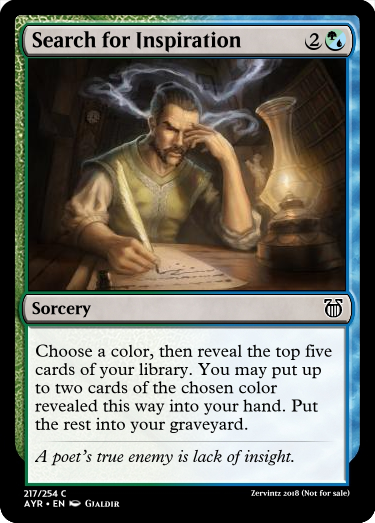 Search for Inspiration 2
Sorcery
Choose a color, then reveal the top five
cards of your library. You may put up
to two cards of the chosen color
revealed this way into your hand. Put
the rest into your graveyard.
A poet's true enemy is lack of insight.
217/254 C
AYR • EN Gialdir
Zervintz 2018 (Not for sale)